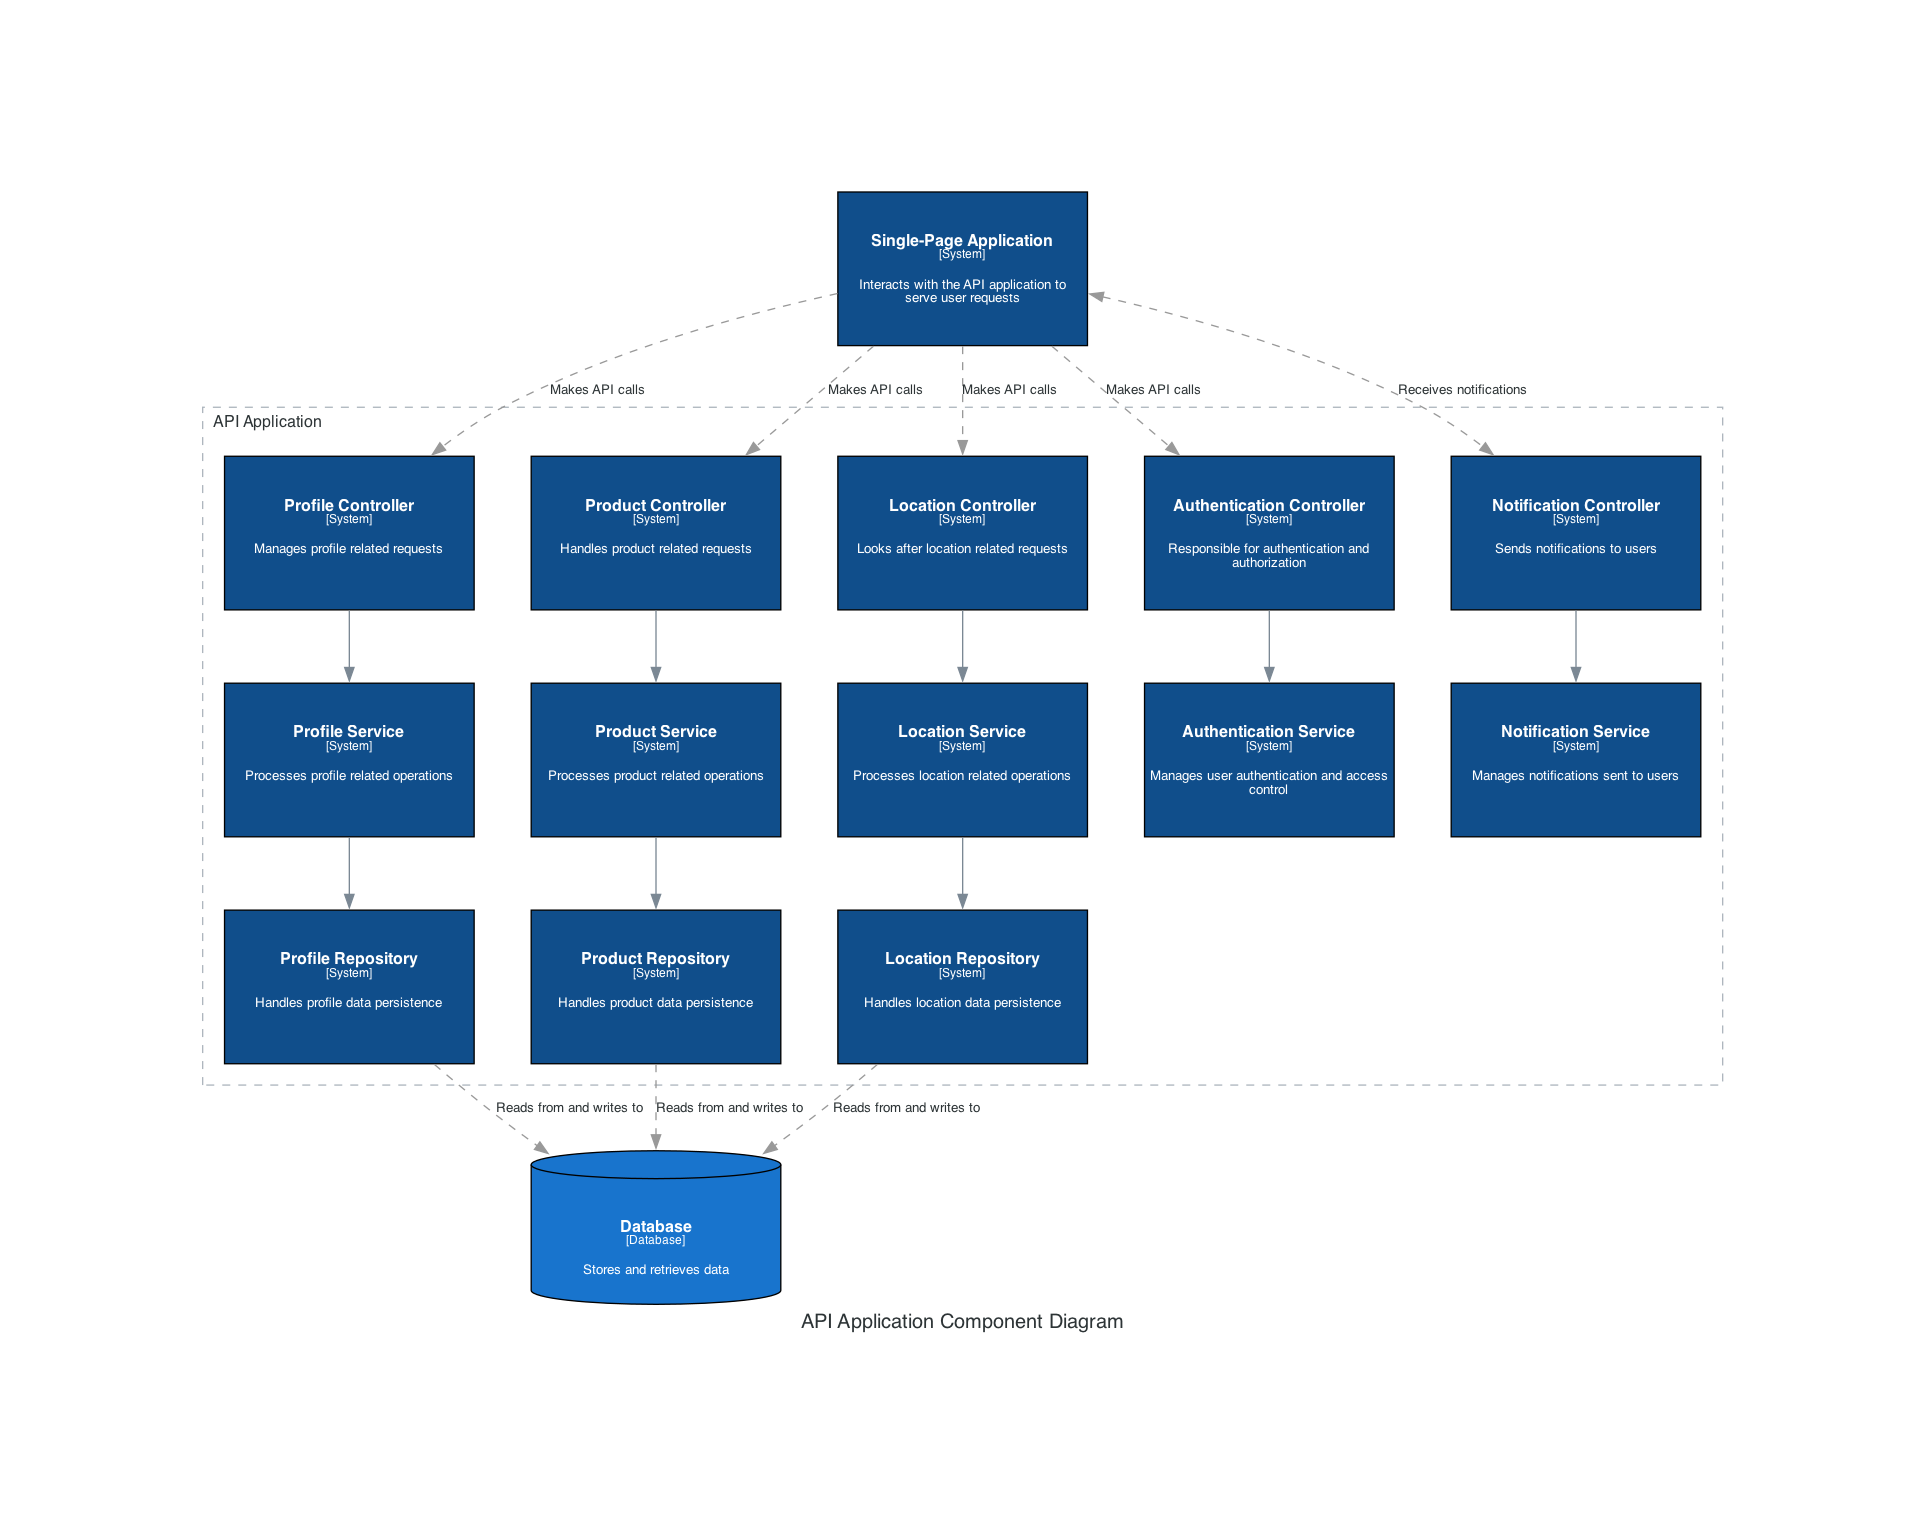 Single-Page Application
[System]
Interacts with the API application to
serve user requests
Makes API calls
Makes API calls
Makes API calls
Makes API calls
Receives notifications
API Application
Profile Controller
[System]
Manages profile related requests
Product Controller
[System]
Handles product related requests
Location Controller
[System]
Looks after location related requests
Authentication Controller
[System]
Responsible for authentication and
authorization
Notification Controller
[System]
Sends notifications to users
Profile Service
[System]
Processes profile related operations
Product Service
[System]
Processes product related operations
Location Service
[System]
Processes location related operations
Authentication Service
[System]
Manages user authentication and access
control
Notification Service
[System]
Manages notifications sent to users
Profile Repository
[System]
Handles profile data persistence
Product Repository
[System]
Handles product data persistence
Location Repository
[System]
Handles location data persistence
Reads from and writes to
Reads from and writes to
Reads from and writes to
Database
[Database]
Stores and retrieves data
API Application Component Diagram